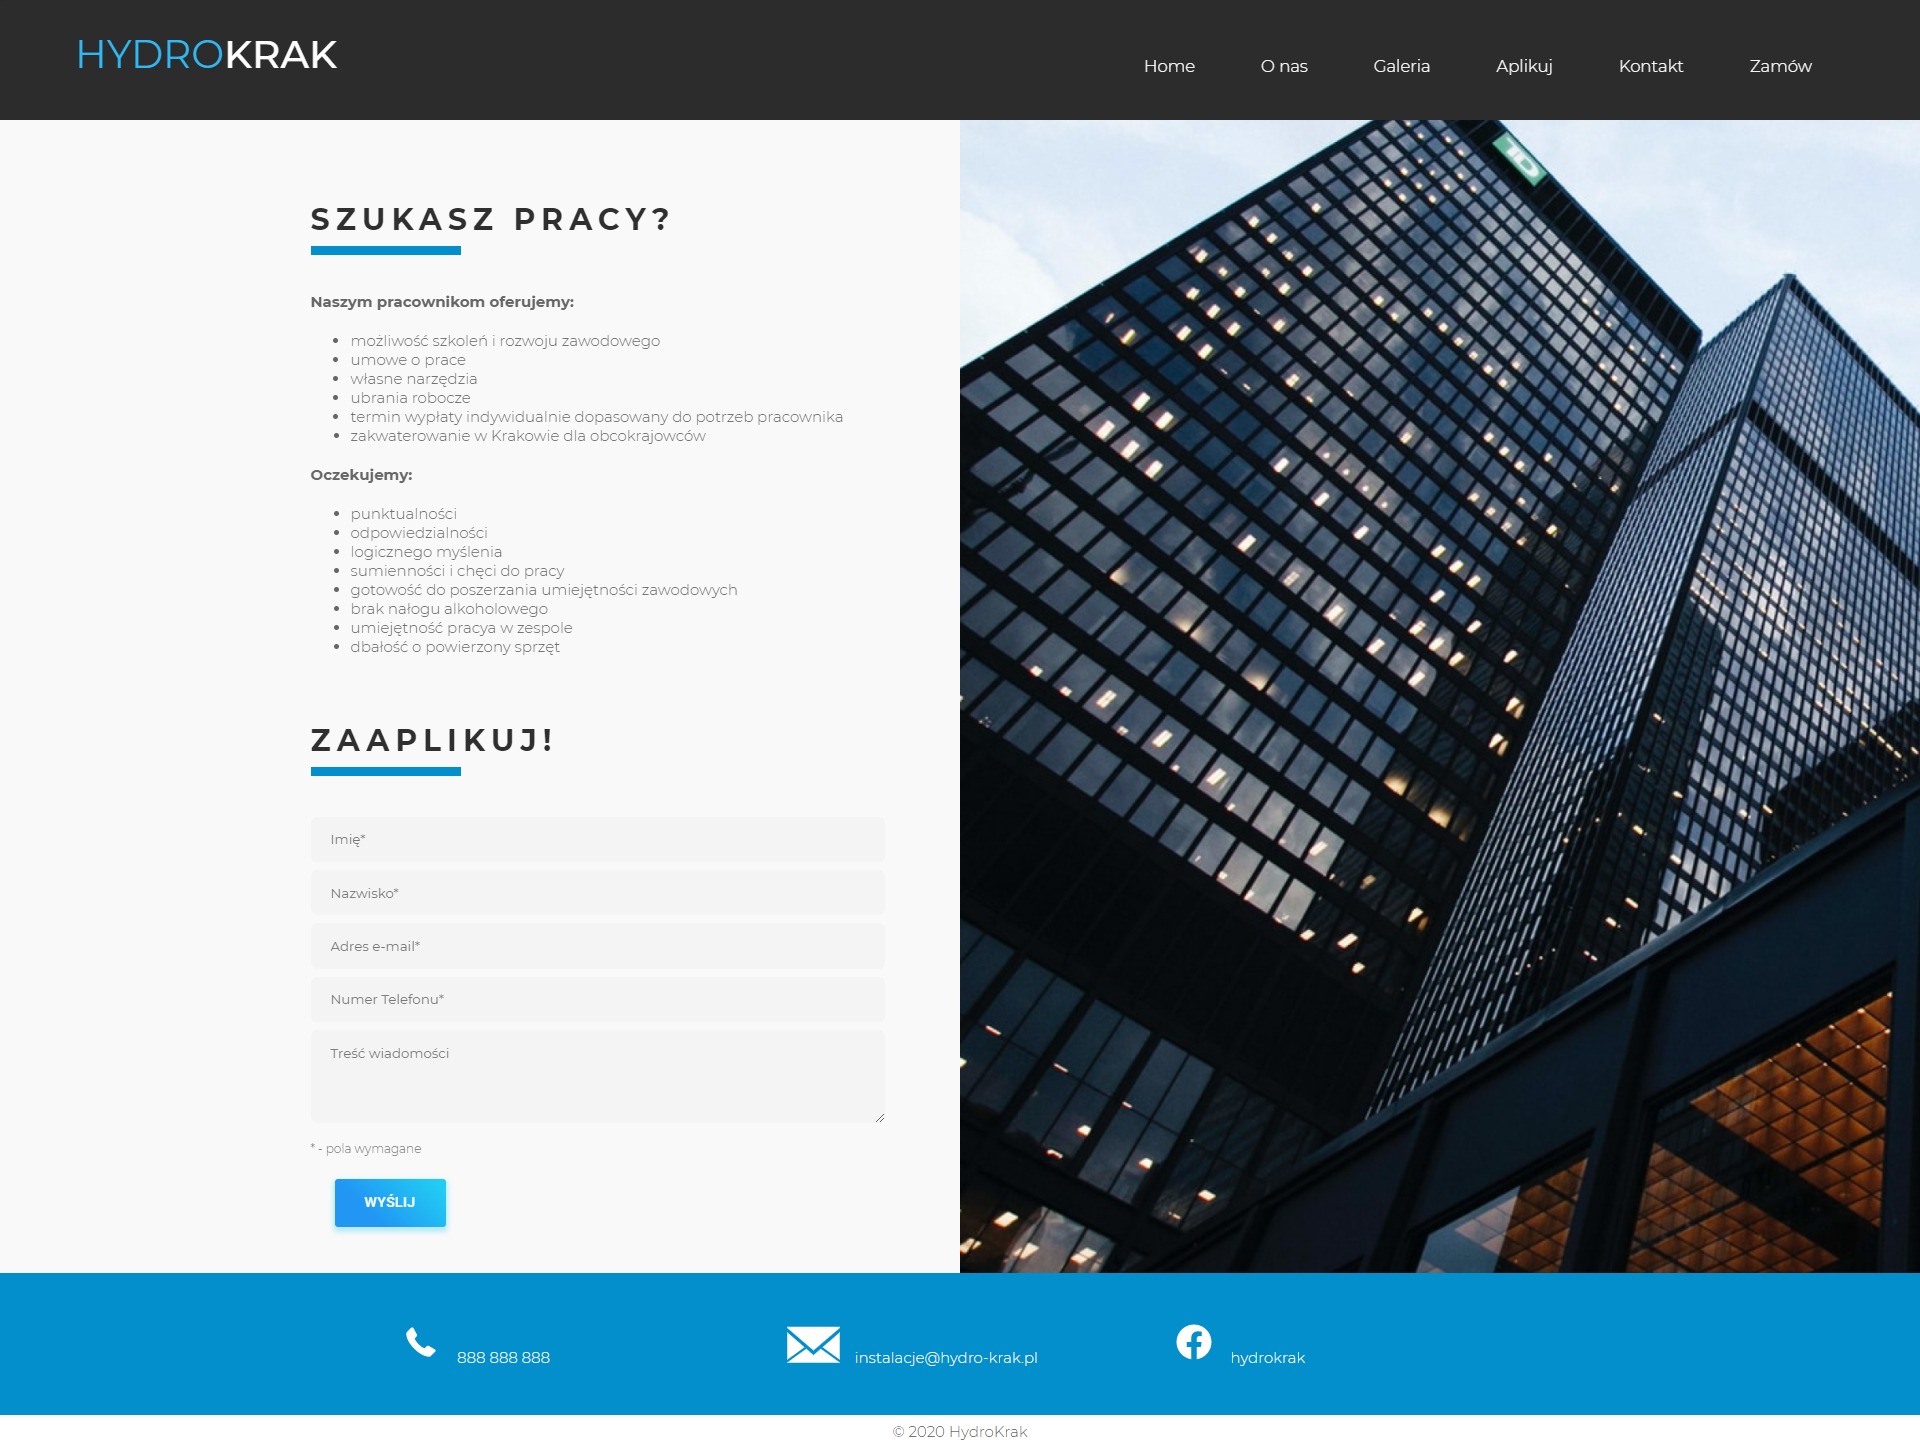 HYDROKRAK
Home O nas Galeria Aplikuj Kontakt Zamów
TD
SZUKASZ PRACY?
Naszym pracownikom oferujemy:
możliwość szkoleń i rozwoju zawodowego
umowe o prace
własne narzędzia
ubrania robocze
termin wypłaty indywidualnie dopasowany do potrzeb pracownika
zakwaterowanie w Krakowie dla obcokrajowców
Oczekujemy:
punktualności
odpowiedzialności
logicznego myślenia
sumienności i chęci do pracy
gotowość do poszerzania umiejętności zawodowych
brak nałogu alkoholowego
umiejętność pracya w zespole
dbałość o powierzony sprzęt
ZAAPLIKUJ!
Imię*
Nazwisko*
Adres e-mail*
Numer Telefonu*
Treść wiadomości
* - pola wymagane
WYŚLIJ
888 888 888
instalacje@hydro-krak.pl
hydrokrak
© 2020 HydroKrak